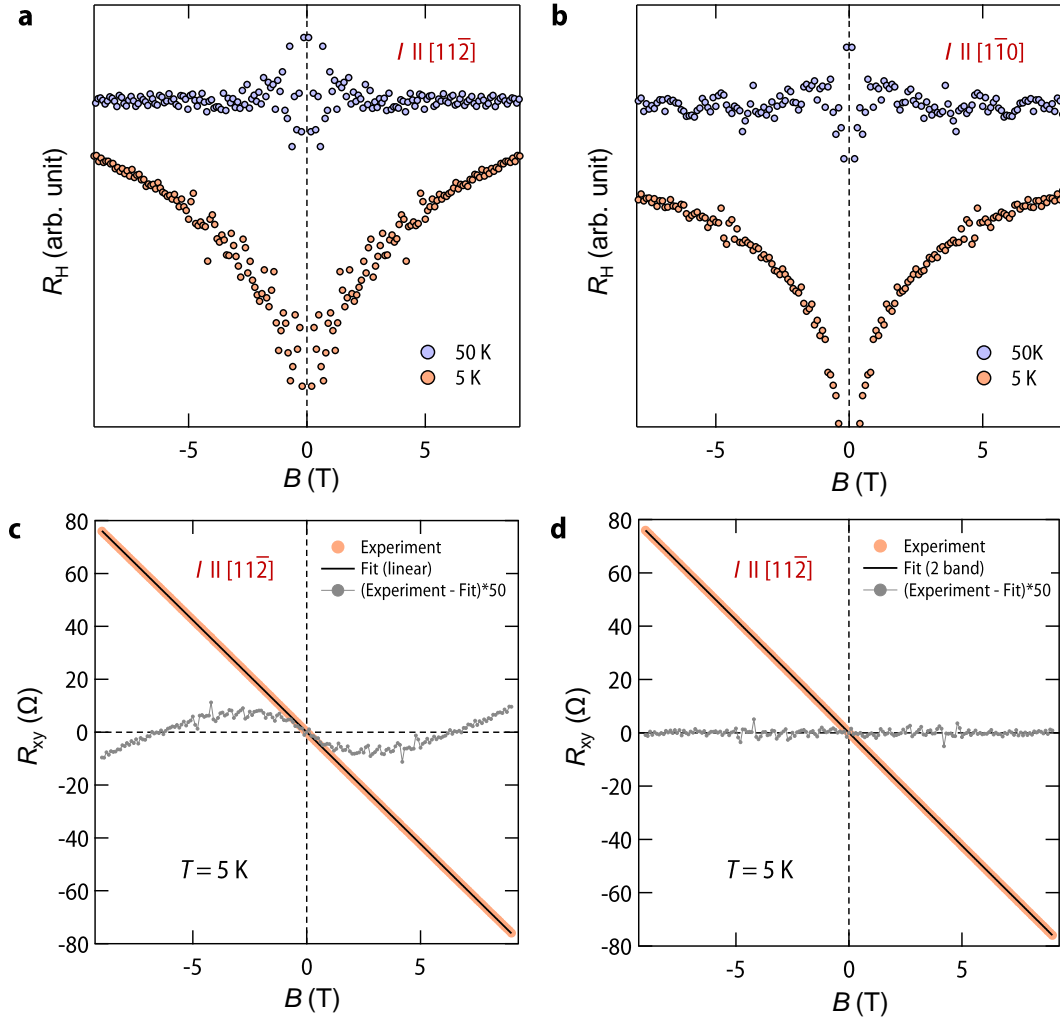 a
I || [112̅]
R_H (arb. unit)
50 K
5 K
-5 0 5
B (T)
b
I || [11̅0]
R_H (arb. unit)
50K
5 K
-5 0 5
B (T)
c
80
60
40
20
0
-20
-40
-60
-80
R_xy (Ω)
I || [112̅]
Experiment
Fit (linear)
(Experiment - Fit)*50
T = 5 K
-5 0 5
B (T)
d
80
60
40
20
0
-20
-40
-60
-80
R_xy (Ω)
I || [112̅]
Experiment
Fit (2 band)
(Experiment - Fit)*50
T = 5 K
-5 0 5
B (T)